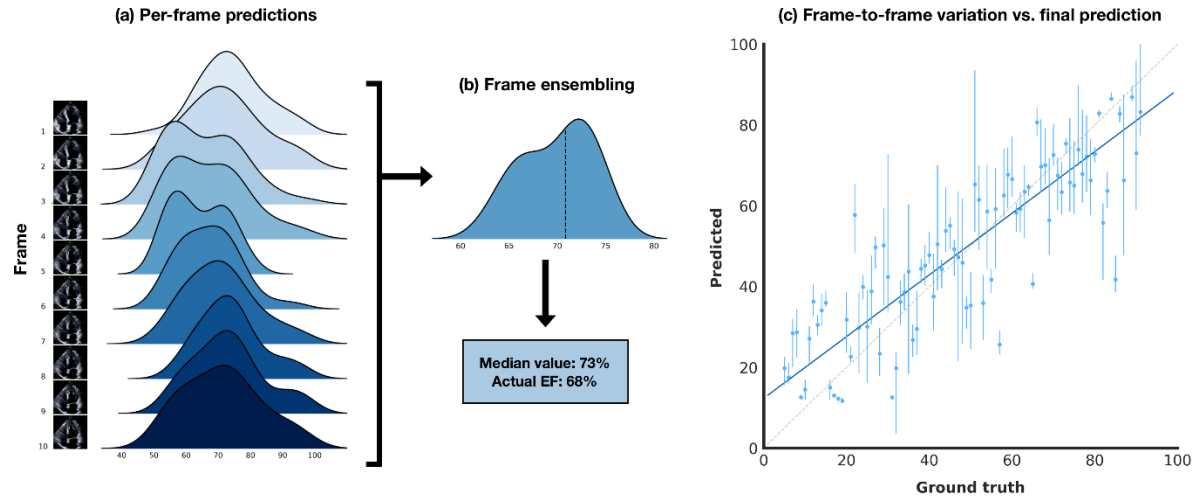 (a) Per-frame predictions
Frame
1
2
3
4
5
6
7
8
9
10
40 50 60 70 80 90 100
(b) Frame ensembling
60 65 70 75 80
Median value: 73%
Actual EF: 68%
(c) Frame-to-frame variation vs. final prediction
Predicted
100
80
60
40
20
0
0 20 40 60 80 100
Ground truth